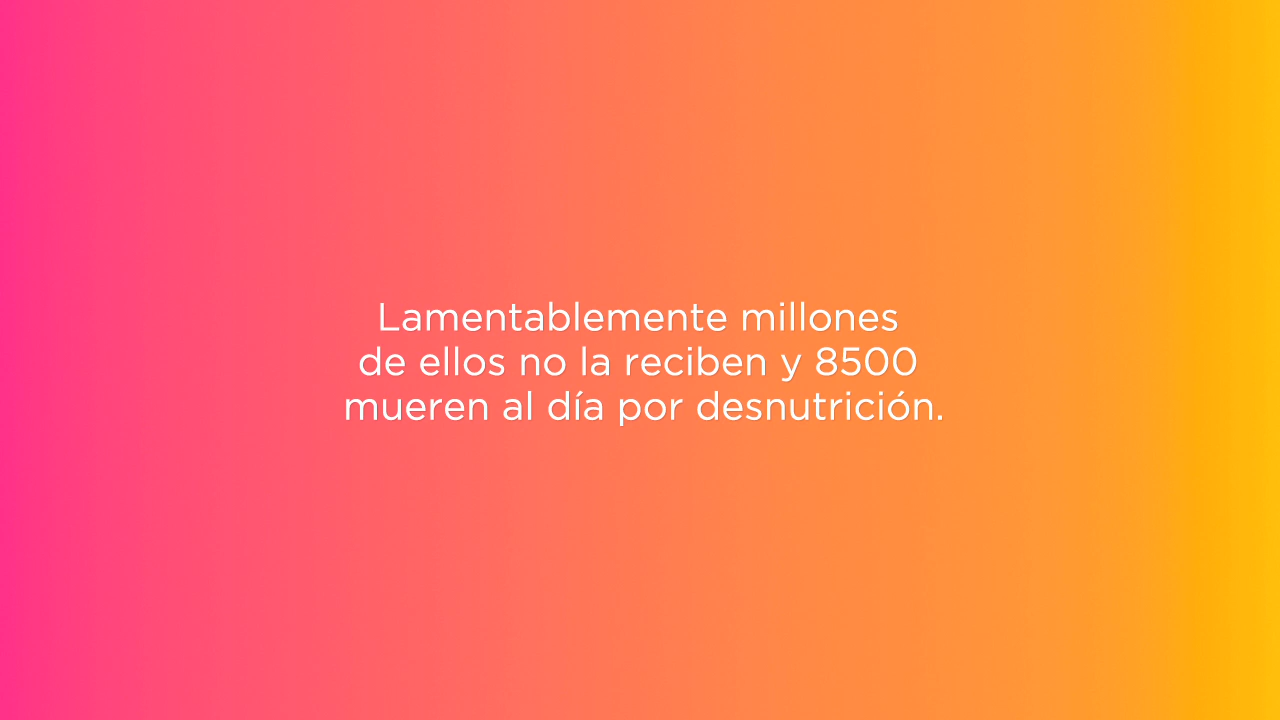 Lamentablemente millones
de ellos no la reciben y 8500
mueren al día por desnutrición.